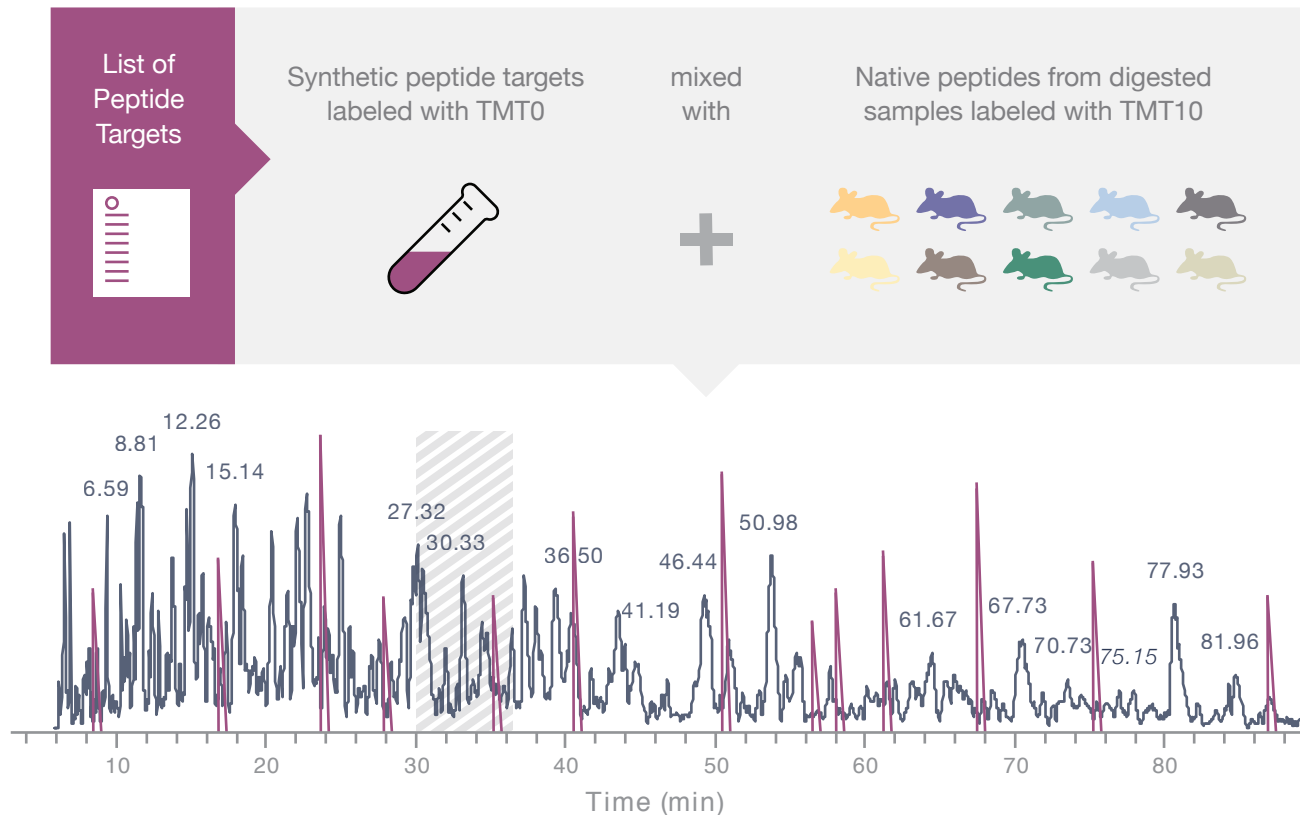 List of
Peptide
Targets
Synthetic peptide targets
labeled with TMT0
mixed
with
Native peptides from digested
samples labeled with TMT10
12.26
8.81
15.14
6.59
27.32
30.33
36.50
41.19
46.44
50.98
61.67
67.73
70.73
75.15
77.93
81.96
10
20
30
40
50
60
70
80
Time (min)